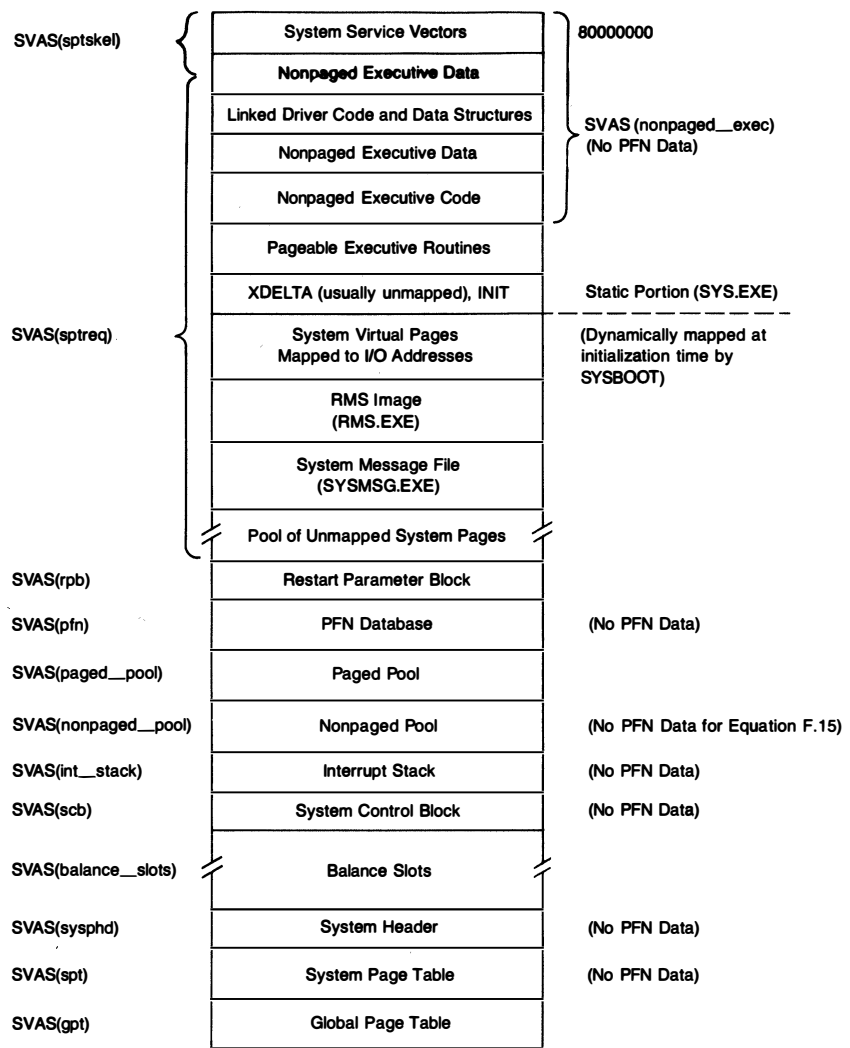 SVAS(sptskel)
System Service Vectors
80000000
Nonpaged Executive Data
Linked Driver Code and Data Structures
SVAS (nonpaged__exec)
(No PFN Data)
Nonpaged Executive Data
Nonpaged Executive Code
Pageable Executive Routines
XDELTA (usually unmapped), INIT
Static Portion (SYS.EXE)
SVAS(sptreq)
System Virtual Pages
Mapped to I/O Addresses
(Dynamically mapped at
initialization time by
SYSBOOT)
RMS Image
(RMS.EXE)
System Message File
(SYSMSG.EXE)
Pool of Unmapped System Pages
SVAS(rpb)
Restart Parameter Block
SVAS(pfn)
PFN Database
(No PFN Data)
SVAS(paged__pool)
Paged Pool
SVAS(nonpaged__pool)
Nonpaged Pool
(No PFN Data for Equation F.15)
SVAS(int__stack)
Interrupt Stack
(No PFN Data)
SVAS(scb)
System Control Block
(No PFN Data)
SVAS(balance__slots)
Balance Slots
SVAS(sysphd)
System Header
(No PFN Data)
SVAS(spt)
System Page Table
(No PFN Data)
SVAS(gpt)
Global Page Table